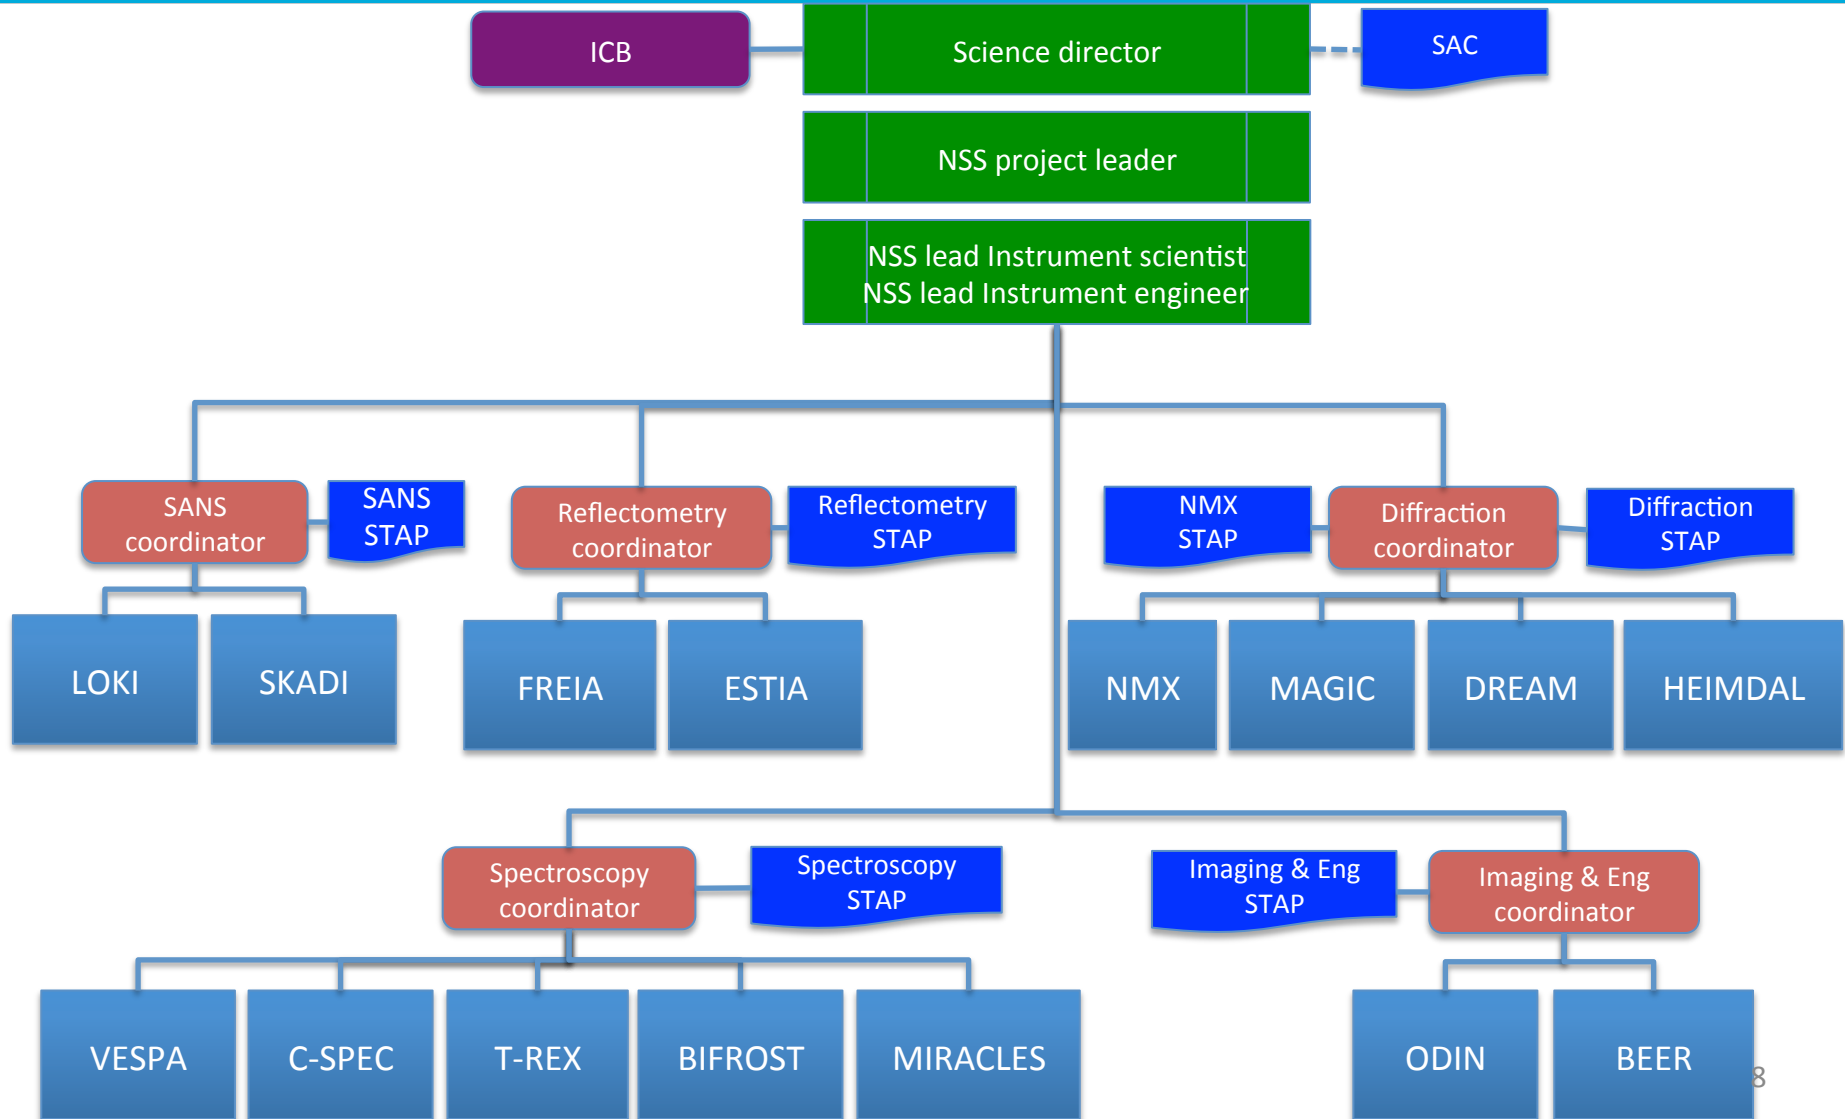 ICB
Science director
SAC
NSS project leader
NSS lead Instrument scientist
NSS lead Instrument engineer
SANS
coordinator
SANS
STAP
Reflectometry
coordinator
Reflectometry
STAP
NMX
STAP
Diffraction
coordinator
Diffraction
STAP
LOKI
SKADI
FREIA
ESTIA
NMX
MAGIC
DREAM
HEIMDAL
Spectroscopy
coordinator
Spectroscopy
STAP
Imaging & Eng
STAP
Imaging & Eng
coordinator
VESPA
C-SPEC
T-REX
BIFROST
MIRACLES
ODIN
BEER
8